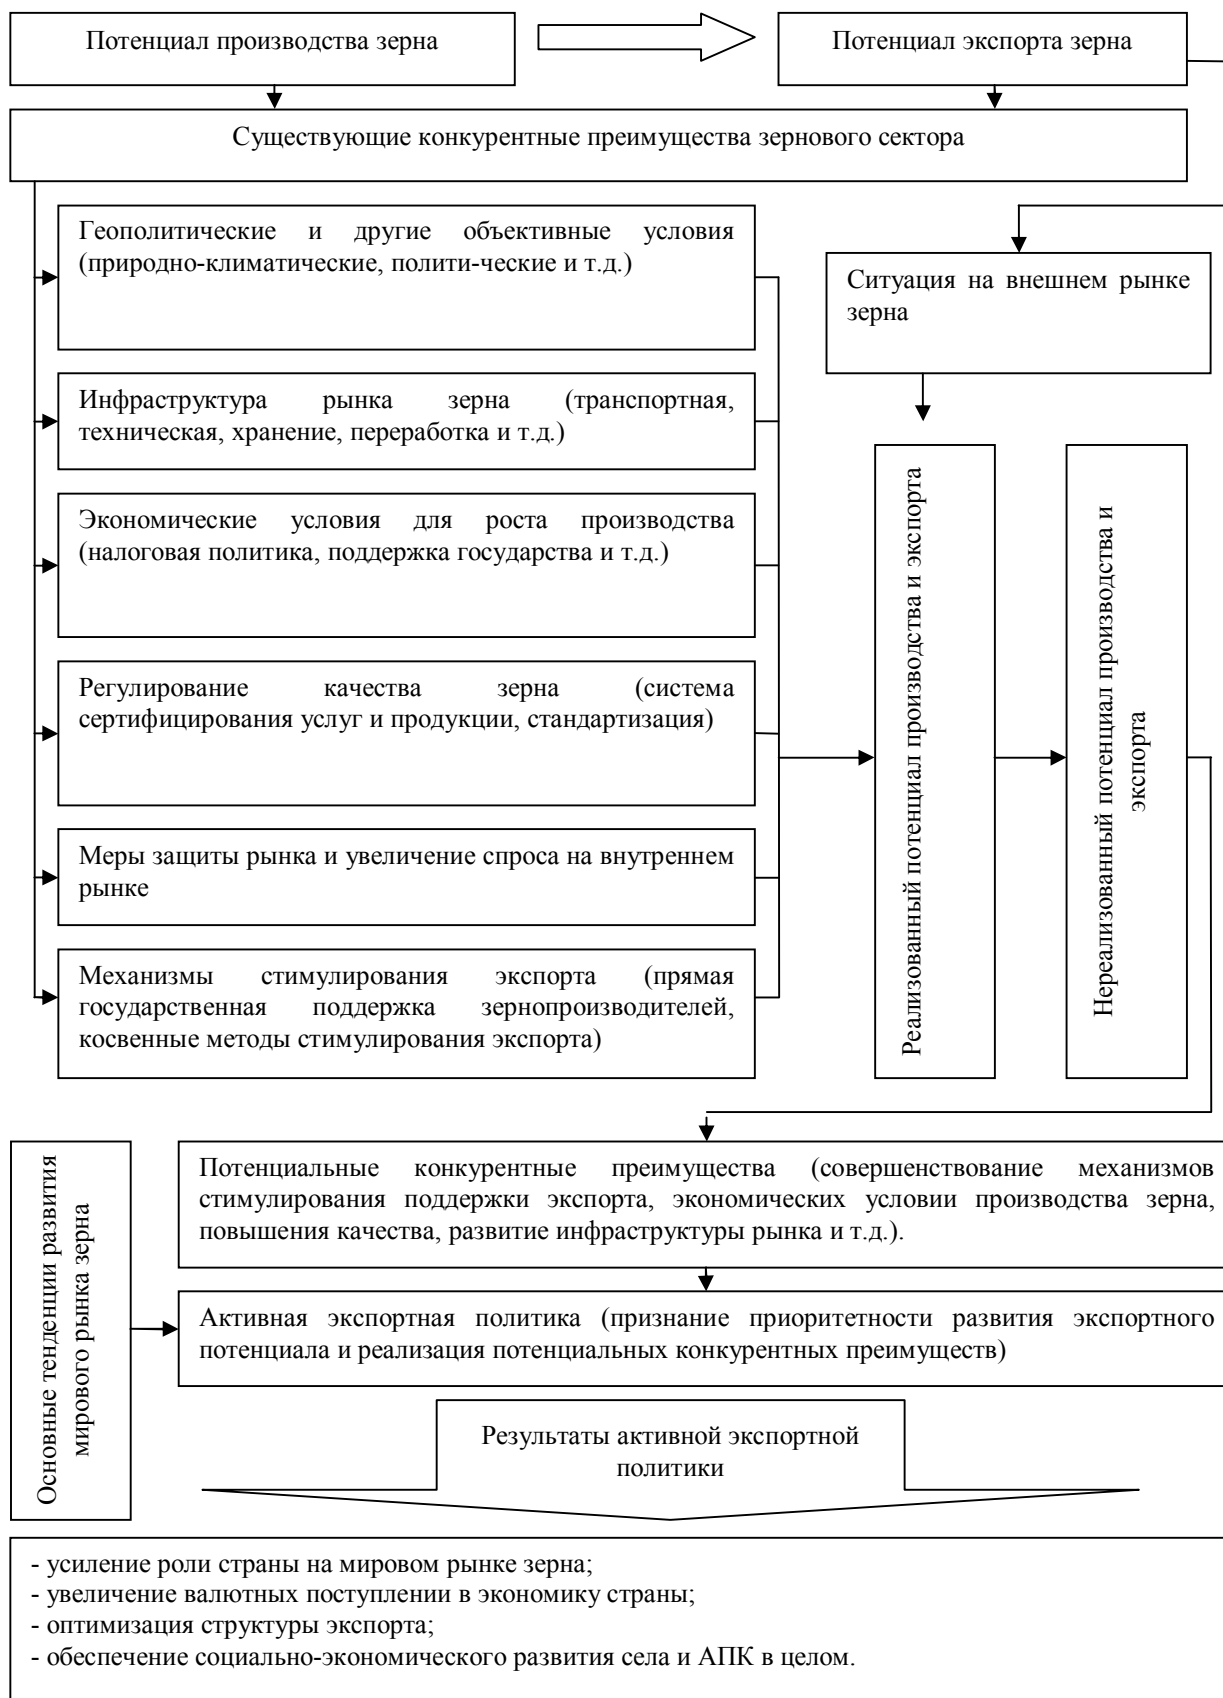 Потенциал производства зерна
Потенциал экспорта зерна
Существующие конкурентные преимущества зернового сектора
Геополитические и другие объективные условия
(природно-климатические, полити-ческие и т.д.)
Ситуация на внешнем рынке
зерна
Инфраструктура рынка зерна (транспортная,
техническая, хранение, переработка и т.д.)
Экономические условия для роста производства
(налоговая политика, поддержка государства и т.д.)
Регулирование качества зерна (система
сертифицирования услуг и продукции, стандартизация)
Меры защиты рынка и увеличение спроса на внутреннем
рынке
Механизмы стимулирования экспорта (прямая
государственная поддержка зернопроизводителей,
косвенные методы стимулирования экспорта)
Реализованный потенциал производства и экспорта
Нереализованный потенциал производства и
экспорта
Основные тенденции развития
мирового рынка зерна
Потенциальные конкурентные преимущества (совершенствование механизмов
стимулирования поддержки экспорта, экономических условии производства зерна,
повышения качества, развитие инфраструктуры рынка и т.д.).
Активная экспортная политика (признание приоритетности развития экспортного
потенциала и реализация потенциальных конкурентных преимуществ)
Результаты активной экспортной
политики
- усиление роли страны на мировом рынке зерна;
- увеличение валютных поступлении в экономику страны;
- оптимизация структуры экспорта;
- обеспечение социально-экономического развития села и АПК в целом.